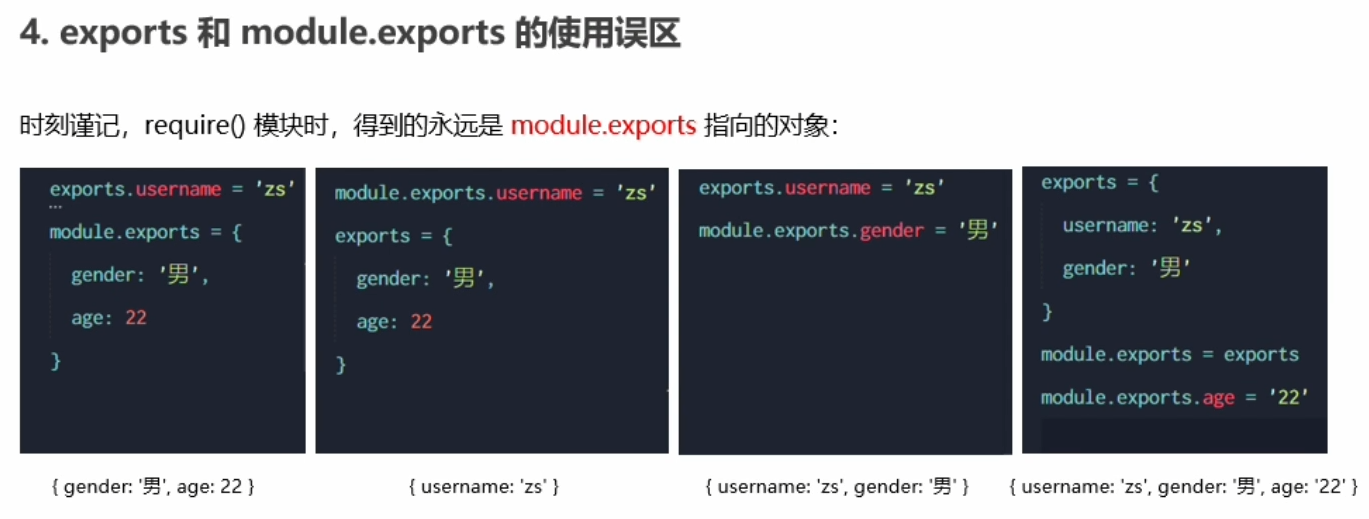 4. exports 和 module.exports 的使用误区
时刻谨记，require() 模块时，得到的永远是 module.exports 指向的对象：
exports.username = 'zs'
module.exports = {
gender: '男',
age: 22
}
module.exports.username = 'zs'
exports = {
gender: '男',
age: 22
}
exports.username = 'zs'
module.exports.gender = '男'
exports = {
username: 'zs',
gender: '男'
}
module.exports = exports
module.exports.age = '22'
{ gender: '男', age: 22 }
{ username: 'zs' }
{ username: 'zs', gender: '男' }
{ username: 'zs', gender: '男', age: '22' }